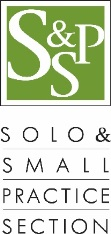 S&S
P
SOLO &
SMALL
PRACTICE
SECTION